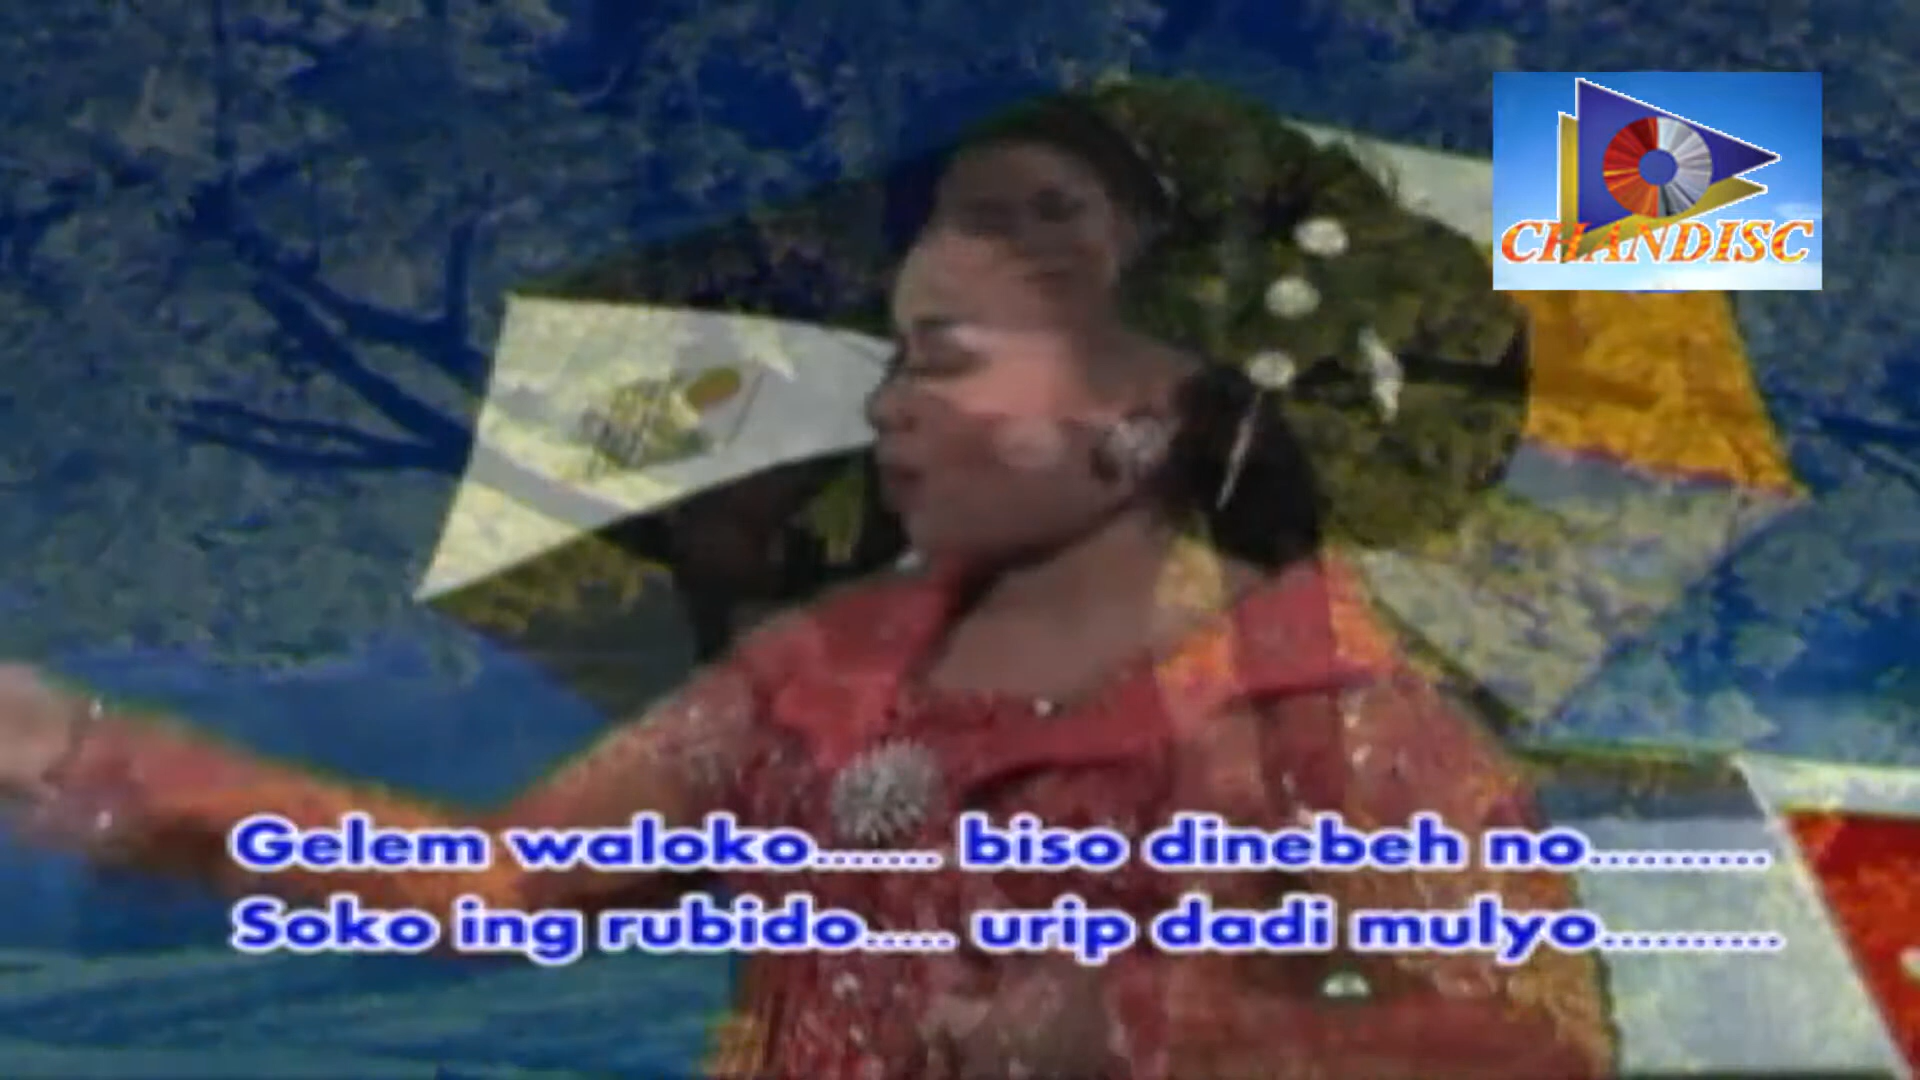 CHANDISC
Gelem waloko....... biso dinebeh no..........
Soko ing rubido..... urip dadi mulyo..........